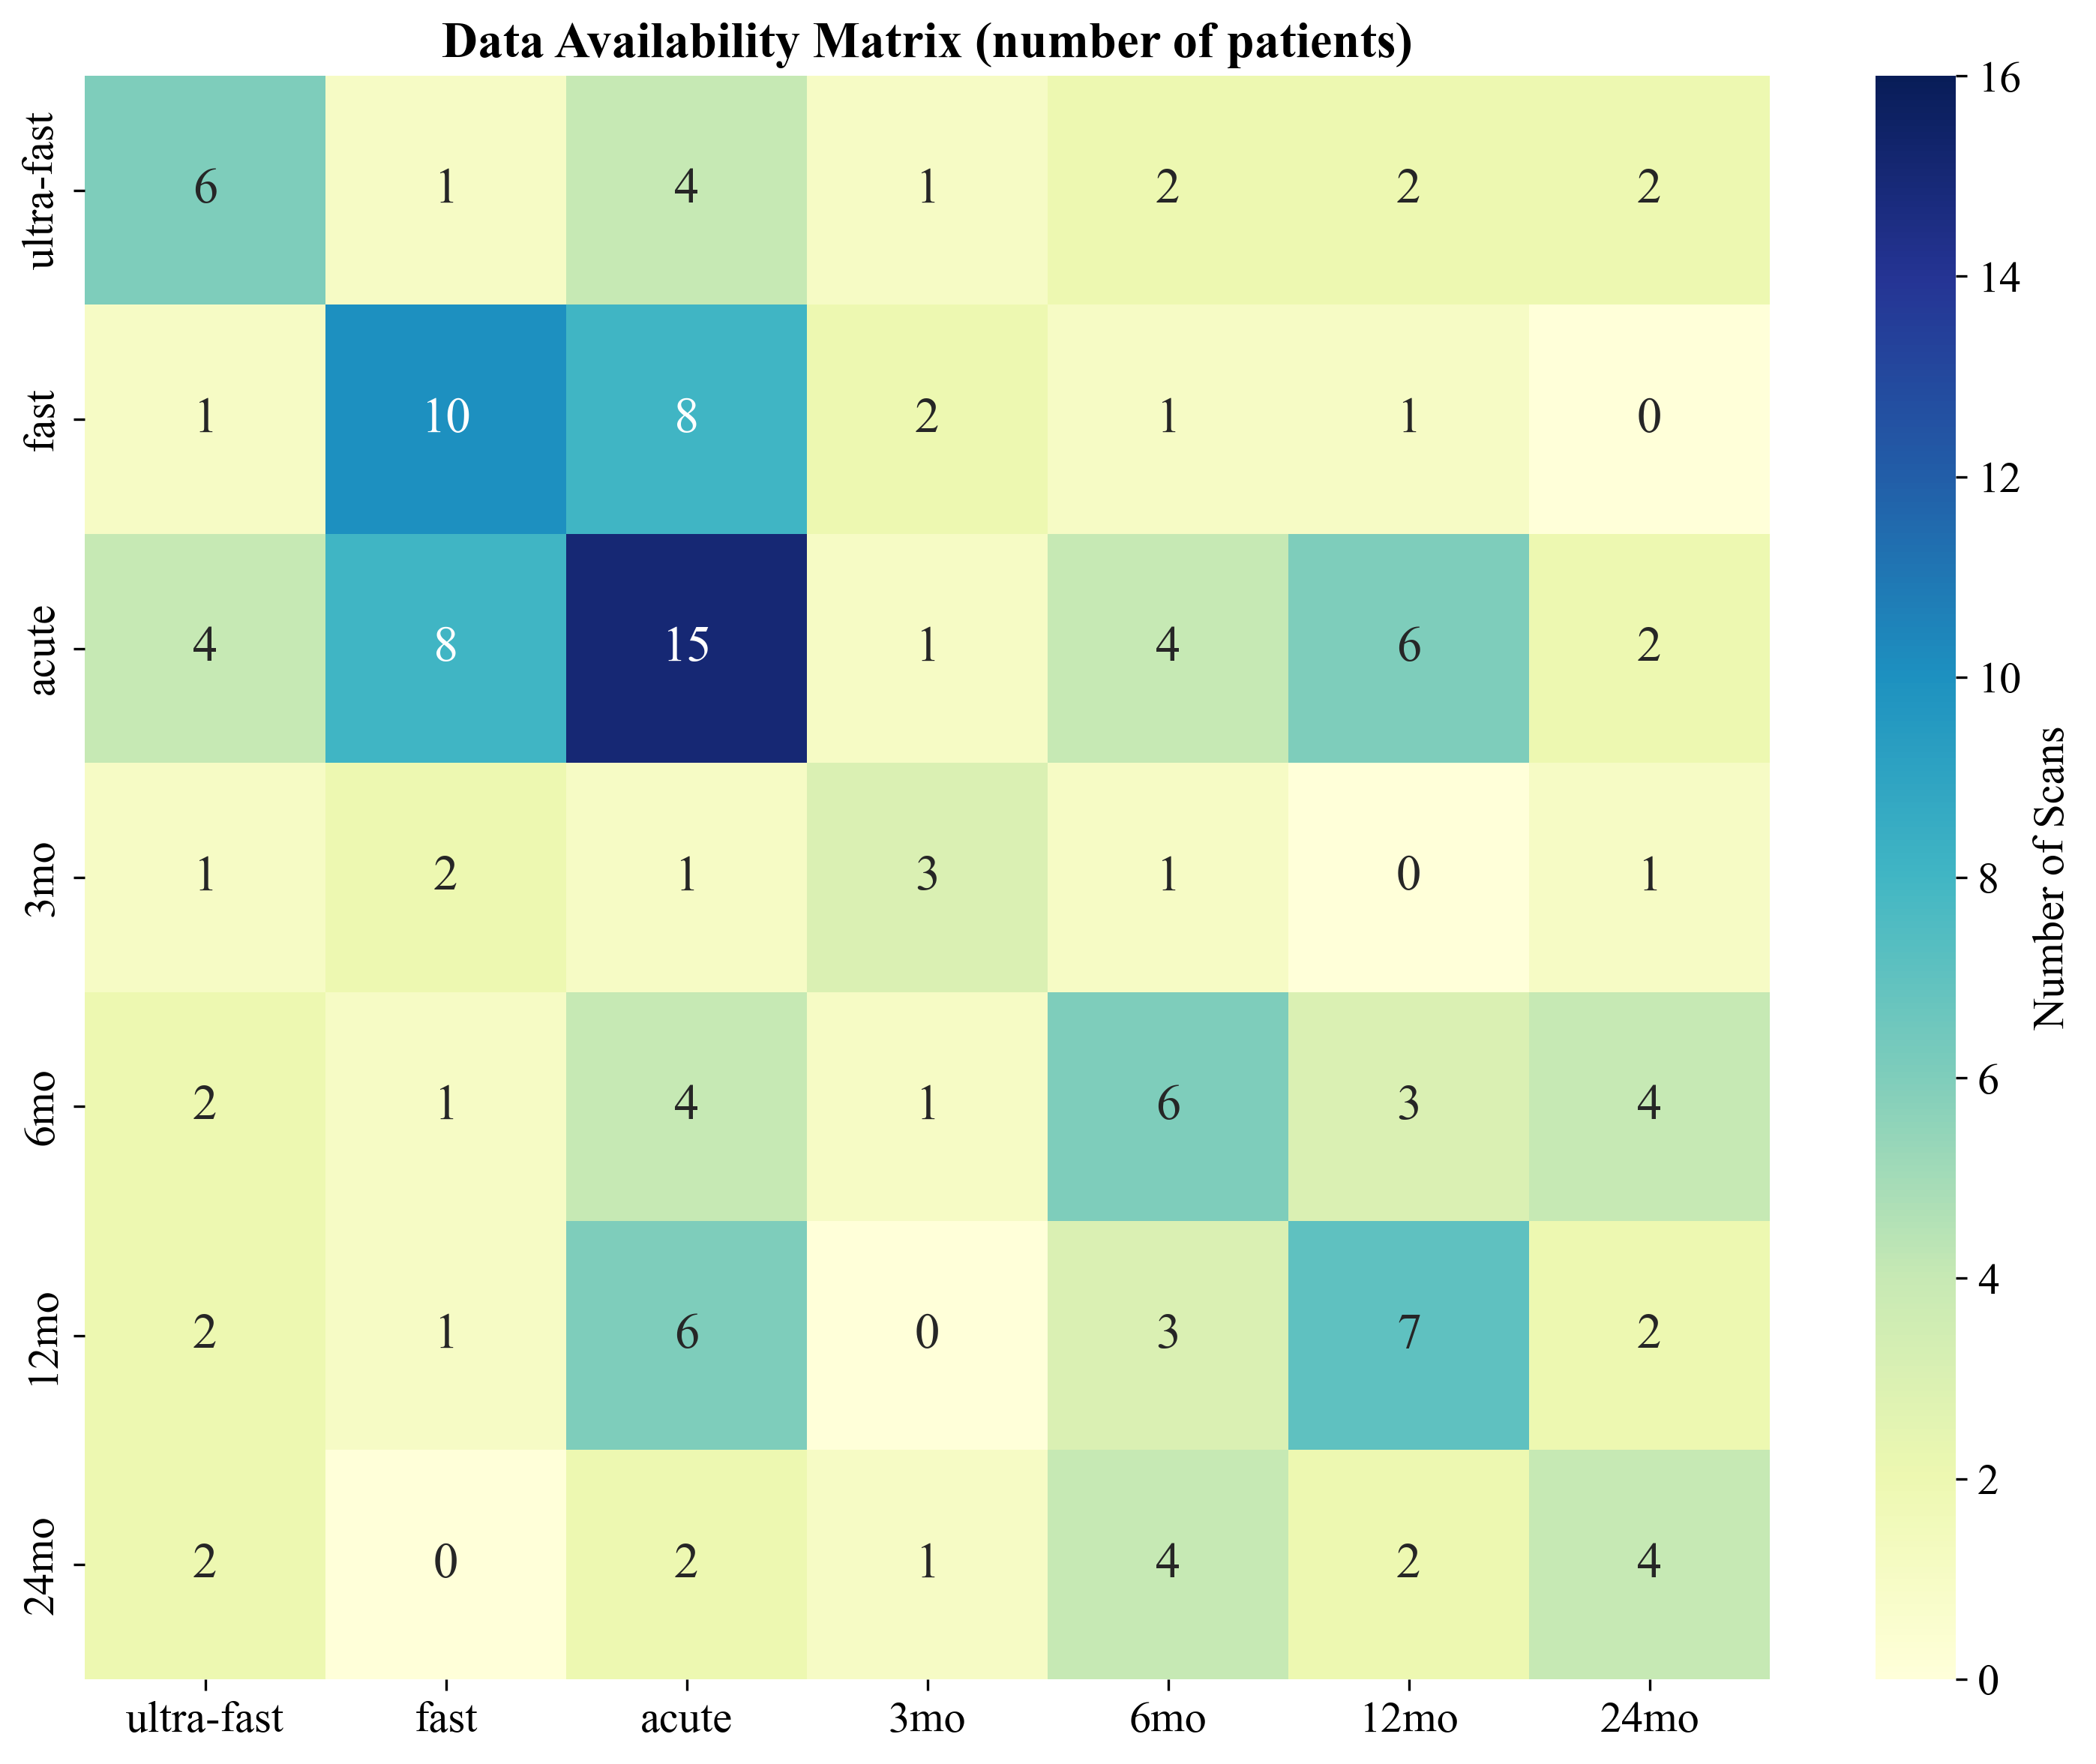 Data Availability Matrix (number of patients)
ultra-fast 6 1 4 1 2 2 2
fast 1 10 8 2 1 1 0
acute 4 8 15 1 4 6 2
3mo 1 2 1 3 1 0 1
6mo 2 1 4 1 6 3 4
12mo 2 1 6 0 3 7 2
24mo 2 0 2 1 4 2 4
ultra-fast fast acute 3mo 6mo 12mo 24mo
16
14
12
10
8
6
4
2
0
Number of Scans